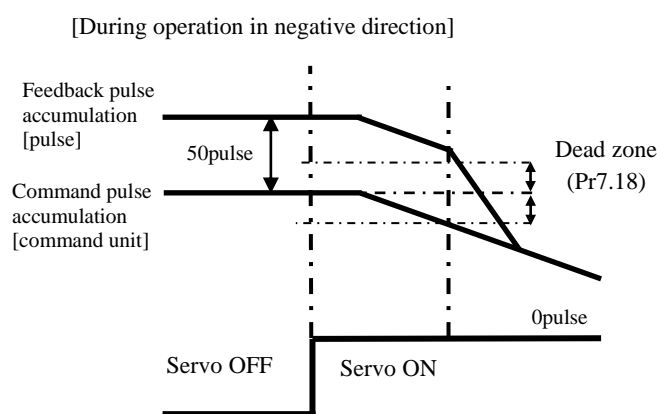 [During operation in negative direction]
Feedback pulse
accumulation
[pulse]
50pulse
Dead zone
(Pr7.18)
Command pulse
accumulation
[command unit]
0pulse
Servo OFF
Servo ON